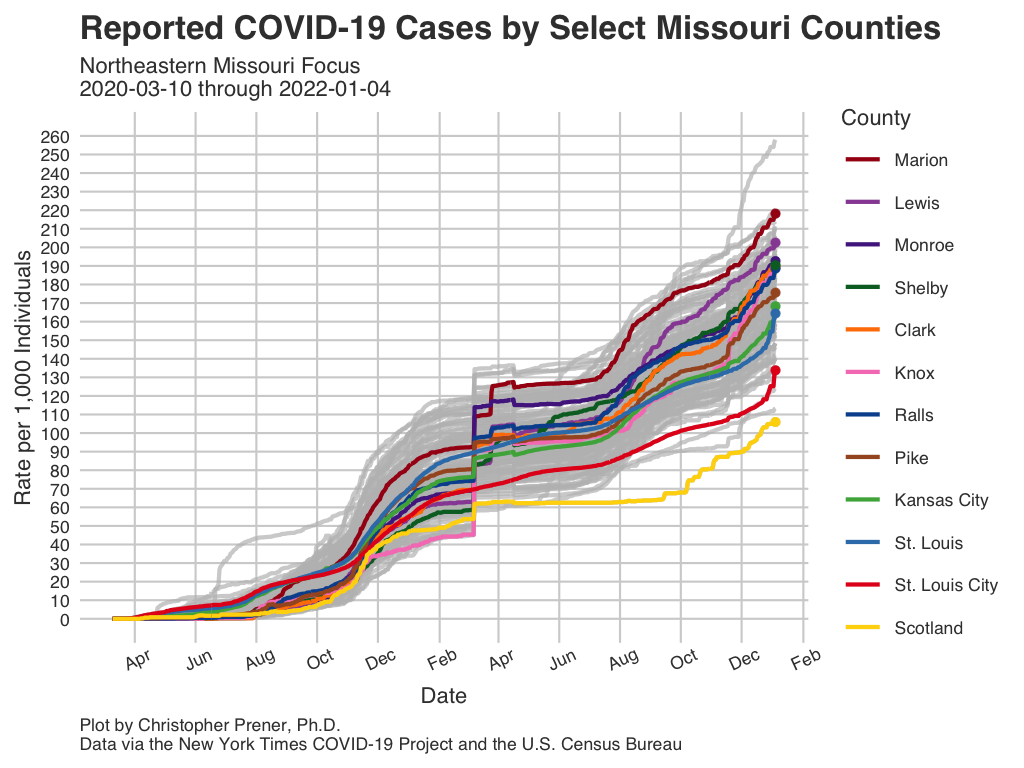 Reported COVID-19 Cases by Select Missouri Counties
Northeastern Missouri Focus
2020-03-10 through 2022-01-04
County
Marion
Lewis
Monroe
Shelby
Clark
Knox
Ralls
Pike
Kansas City
St. Louis
St. Louis City
Scotland
Rate per 1,000 Individuals
260
250
240
230
220
210
200
190
180
170
160
150
140
130
120
110
100
90
80
70
60
50
40
30
20
10
0
Apr Jun Aug Oct Dec Feb Apr Jun Aug Oct Dec Feb
Date
Plot by Christopher Prener, Ph.D.
Data via the New York Times COVID-19 Project and the U.S. Census Bureau